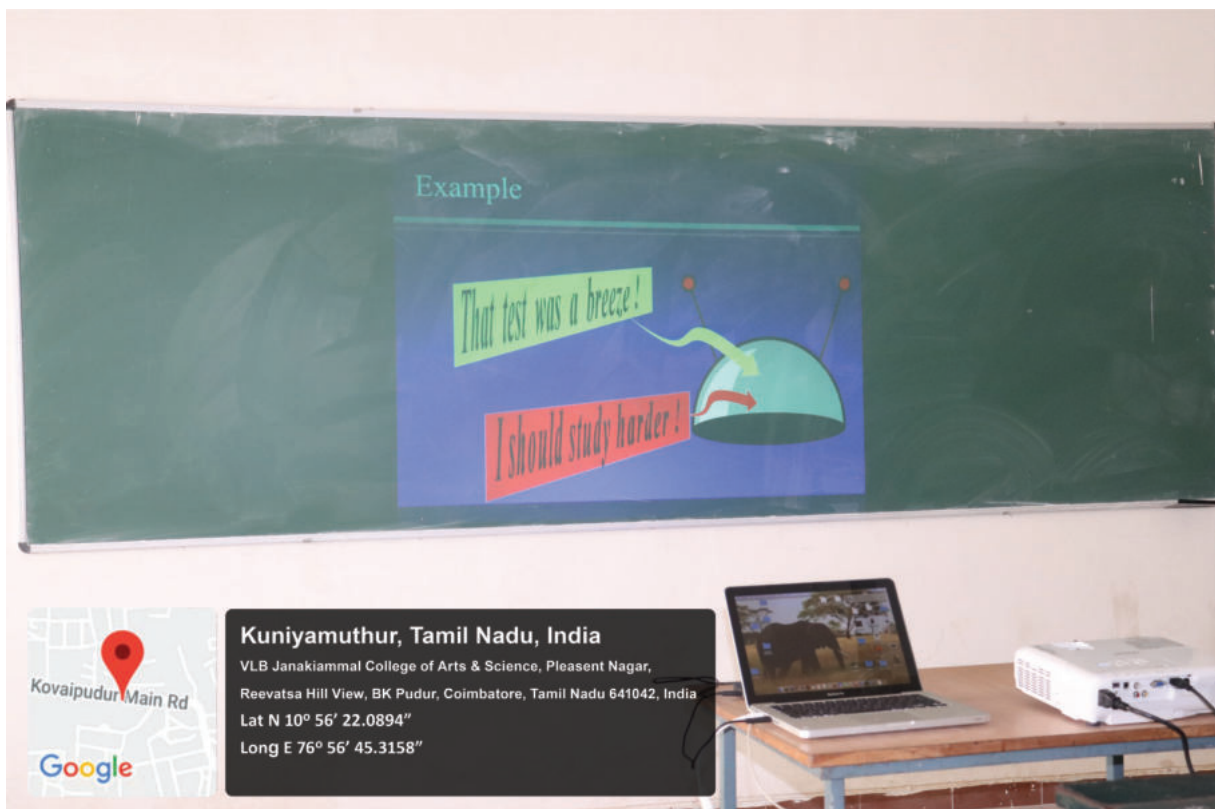 Example
That test was a breeze !
I should study harder !
Kuniyamuthur, Tamil Nadu, India
VLB Janakiammal College of Arts & Science, Pleasent Nagar,
Reevatsa Hill View, BK Pudur, Coimbatore, Tamil Nadu 641042, India
Lat N 10º 56′ 22.0894″
Long E 76º 56′ 45.3158″
Kovaipudur Main Rd
Google